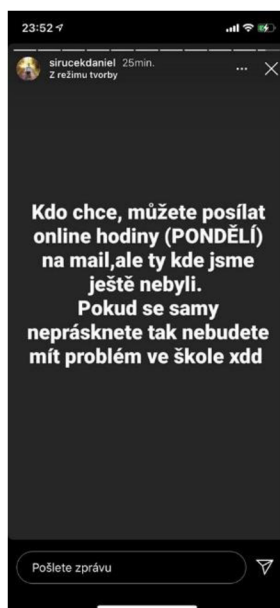 23:52
sirucekdaniel 25min.
Z režimu tvorby
Kdo chce, můžete posílat
online hodiny (PONDĚLÍ)
na mail,ale ty kde jsme
ještě nebyli.
Pokud se samy
neprásknete tak nebudete
mít problém ve škole xdd
Pošlete zprávu